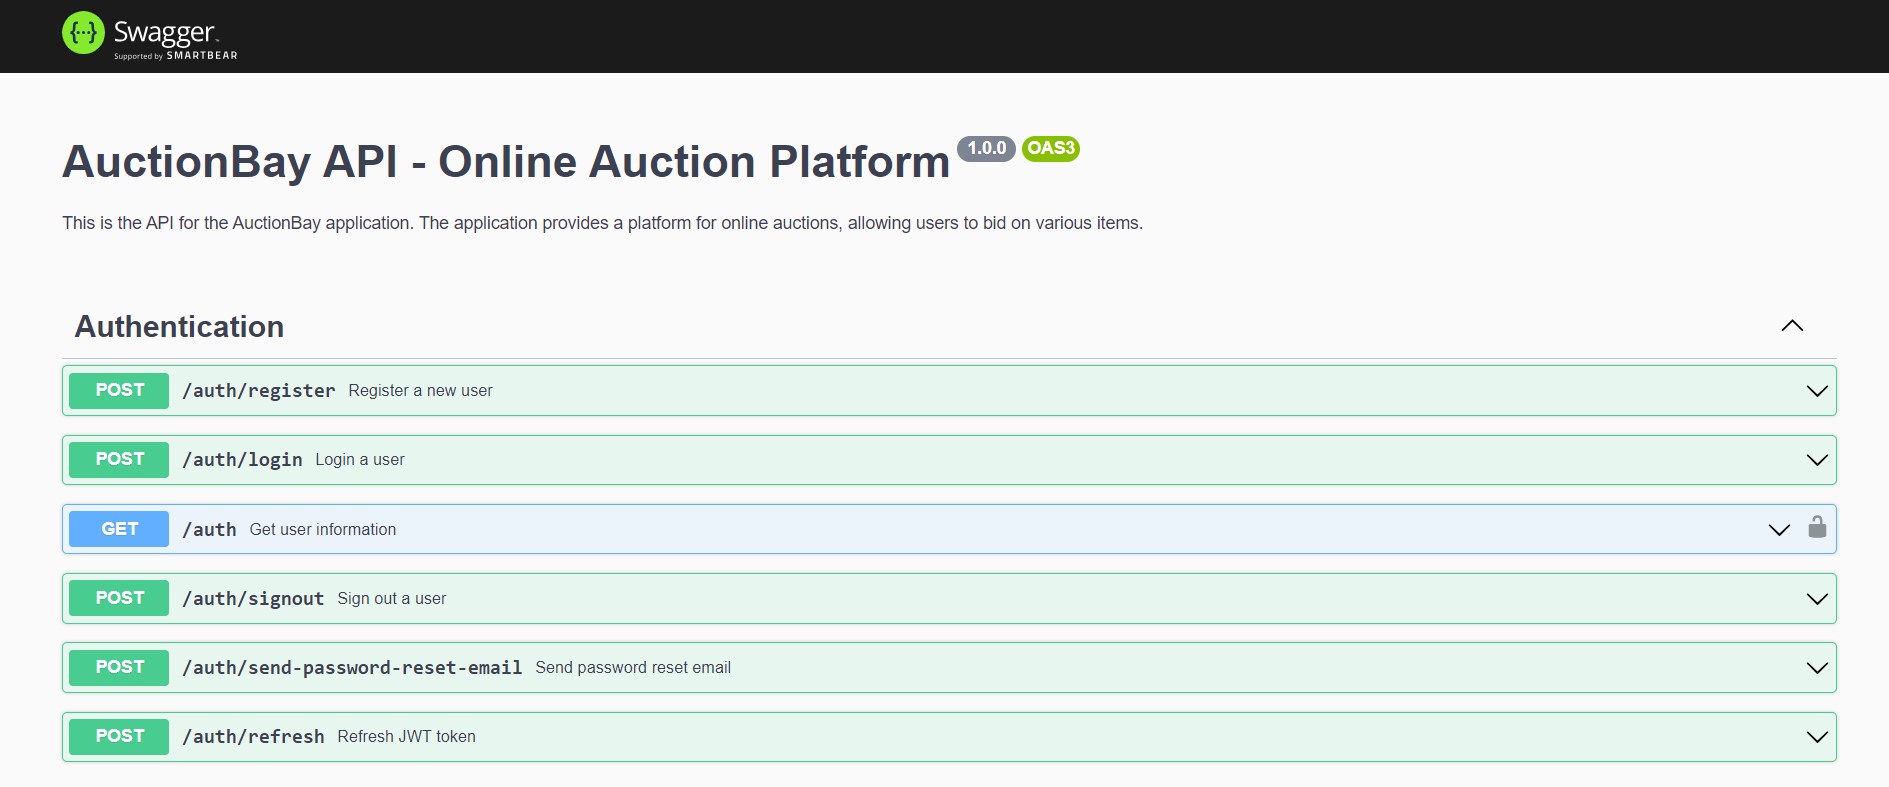 {···} Swagger™
Supported by SMARTBEAR
AuctionBay API - Online Auction Platform 1.0.0 OAS3
This is the API for the AuctionBay application. The application provides a platform for online auctions, allowing users to bid on various items.
Authentication
POST /auth/register Register a new user
POST /auth/login Login a user
GET /auth Get user information
POST /auth/signout Sign out a user
POST /auth/send-password-reset-email Send password reset email
POST /auth/refresh Refresh JWT token